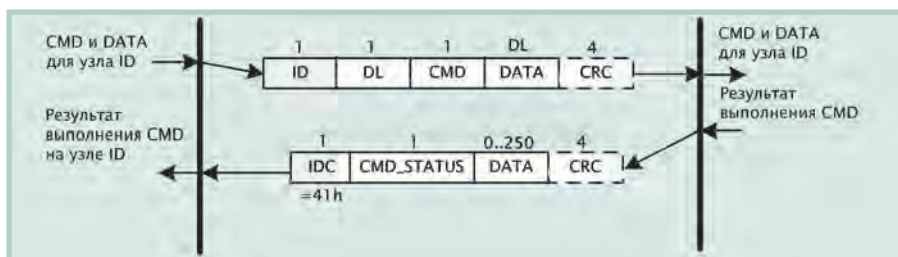 CMD и DATA
для узла ID
1 1 1 DL 4
ID DL CMD DATA CRC
CMD и DATA
для узла ID
Результат
выполнения CMD
на узле ID
1 1 0..250 4
IDC CMD_STATUS DATA CRC
=41h
Результат
выполнения CMD